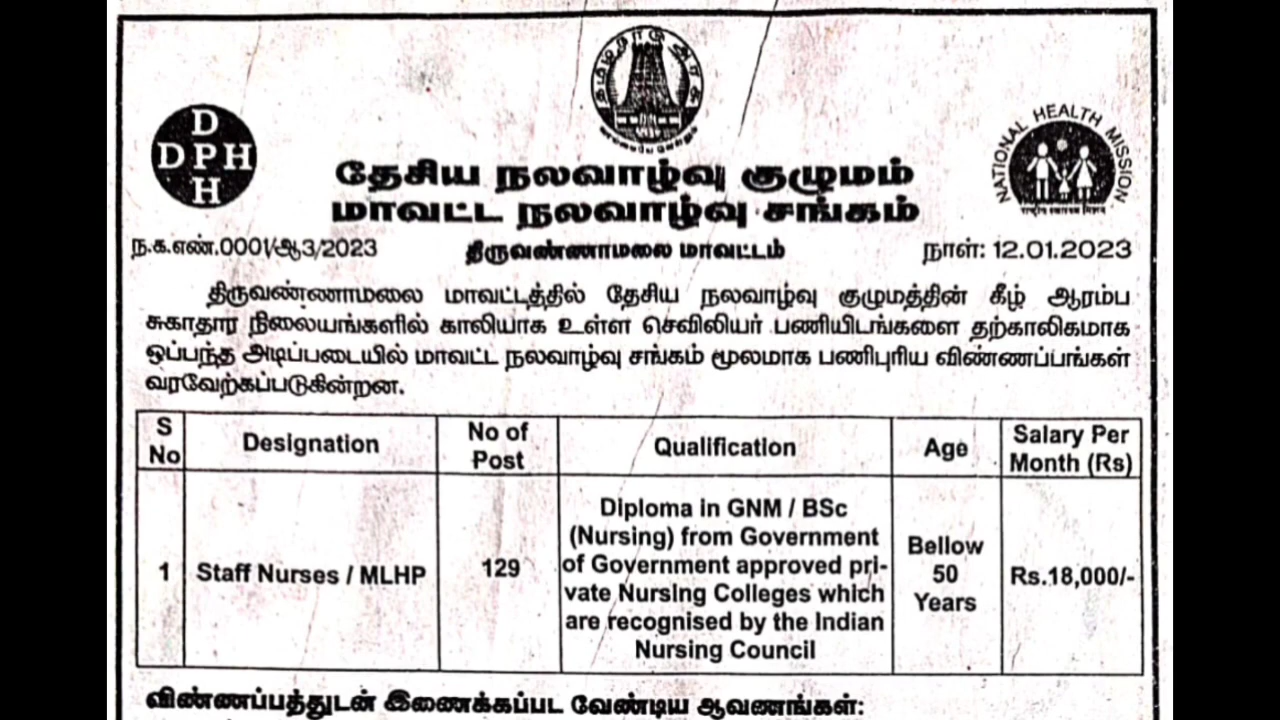 தமிழ்நாடு அரசு
D
DPH
H
NATIONAL HEALTH MISSION
தேசிய நலவாழ்வு குழுமம்
மாவட்ட நலவாழ்வு சங்கம்
ந.க.எண்.0001/ஆ3/2023 திருவண்ணாமலை மாவட்டம் நாள்: 12.01.2023
திருவண்ணாமலை மாவட்டத்தில் தேசிய நலவாழ்வு குழுமத்தின் கீழ் ஆரம்ப
சுகாதார நிலையங்களில் காலியாக உள்ள செவிலியர் பணியிடங்களை தற்காலிகமாக
ஒப்பந்த அடிப்படையில் மாவட்ட நலவாழ்வு சங்கம் மூலமாக பணிபுரிய விண்ணப்பங்கள்
வரவேற்கப்படுகின்றன.
S No
Designation
No of Post
Qualification
Age
Salary Per
Month (Rs)
1
Staff Nurses / MLHP
129
Diploma in GNM / BSc
(Nursing) from Government
of Government approved pri-
vate Nursing Colleges which
are recognised by the Indian
Nursing Council
Bellow
50
Years
Rs.18,000/-
விண்ணப்பத்துடன் இணைக்கப்பட வேண்டிய ஆவணங்கள்: